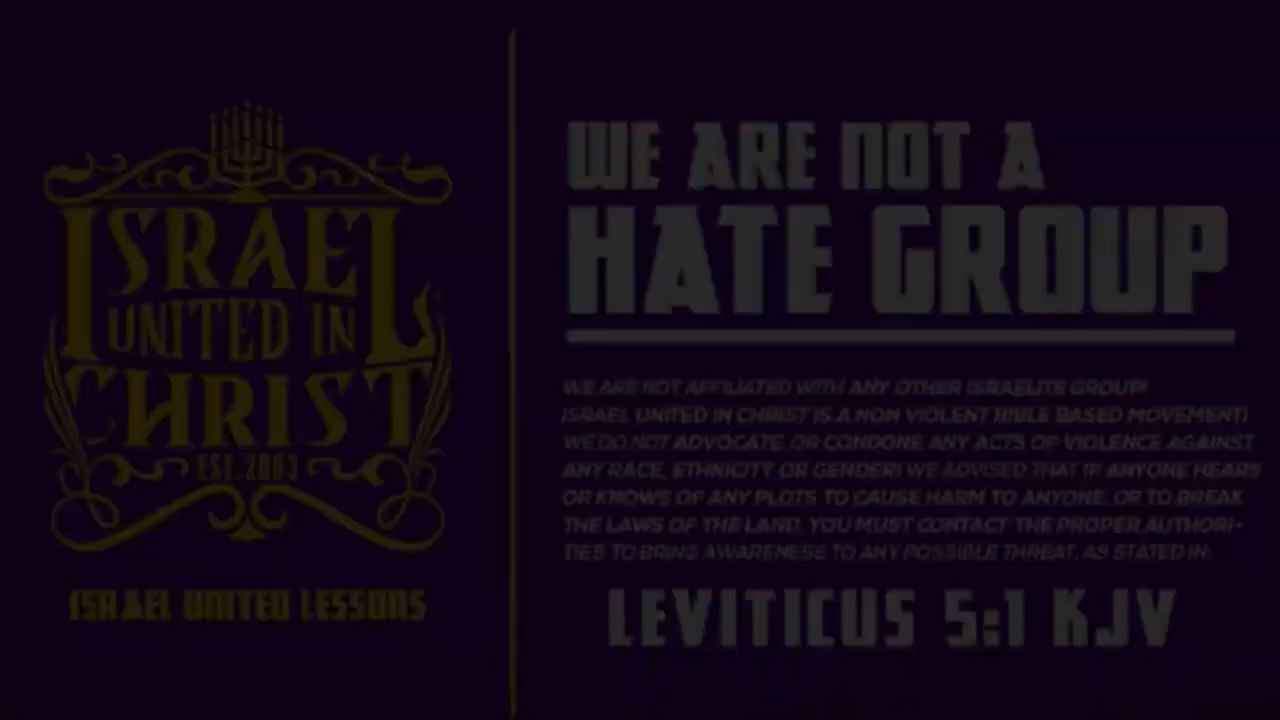 ISRAEL
UNITED IN
CHRIST
EST. 2003
ISRAEL UNITED LESSONS
WE ARE NOT A
HATE GROUP
WE ARE NOT AFFILIATED WITH ANY OTHER ISRAELITE GROUP!
ISRAEL UNITED IN CHRIST IS A NON VIOLENT BIBLE BASED MOVEMENT!
WE DO NOT ADVOCATE, OR CONDONE ANY ACTS OF VIOLENCE AGAINST
ANY RACE, ETHNICITY OR GENDER! WE ADVISED THAT IF ANYONE HEARS
OR KNOWS OF ANY PLOTS TO CAUSE HARM TO ANYONE, OR TO BREAK
THE LAWS OF THE LAND, YOU MUST CONTACT THE PROPER AUTHORI-
TIES TO BRING AWARENESS TO ANY POSSIBLE THREAT, AS STATED IN:
LEVITICUS 5:1 KJV